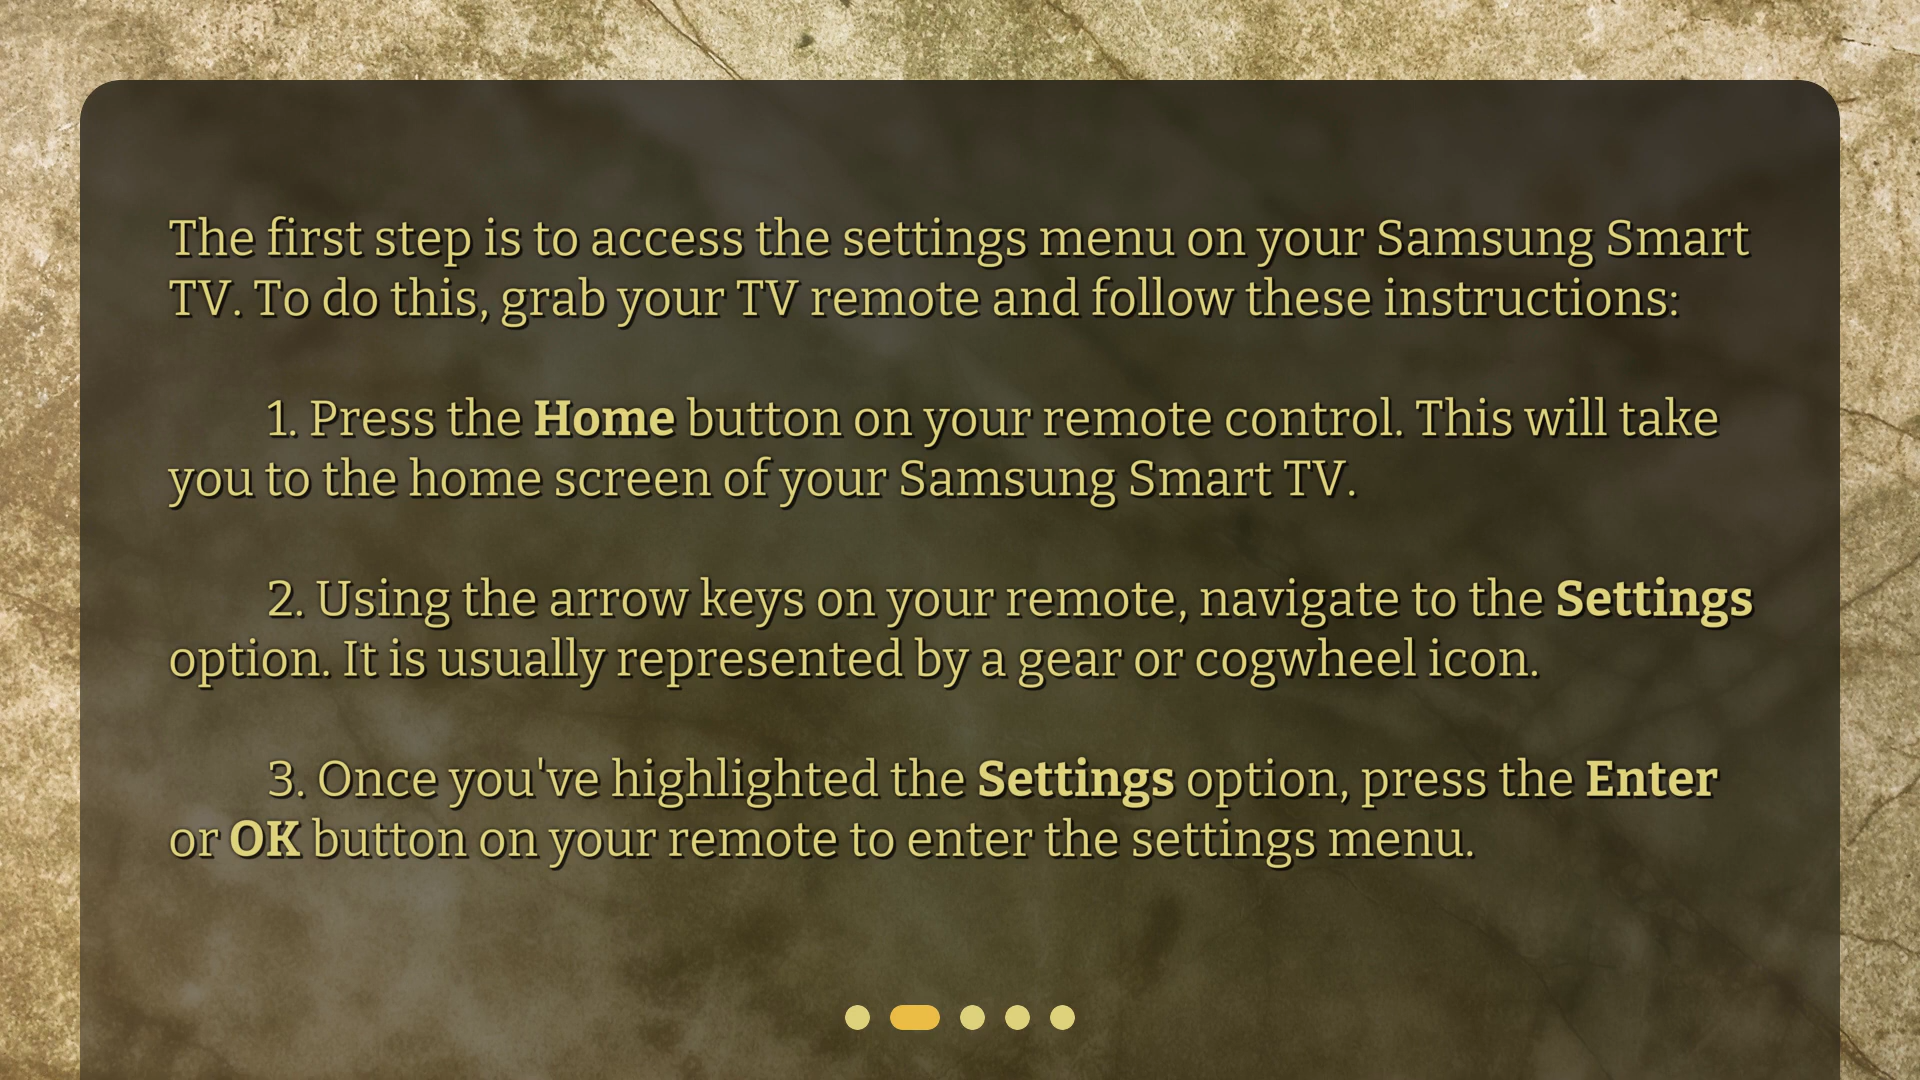 The first step is to access the settings menu on your Samsung Smart
TV. To do this, grab your TV remote and follow these instructions:
1. Press the Home button on your remote control. This will take
you to the home screen of your Samsung Smart TV.
2. Using the arrow keys on your remote, navigate to the Settings
option. It is usually represented by a gear or cogwheel icon.
3. Once you've highlighted the Settings option, press the Enter
or OK button on your remote to enter the settings menu.